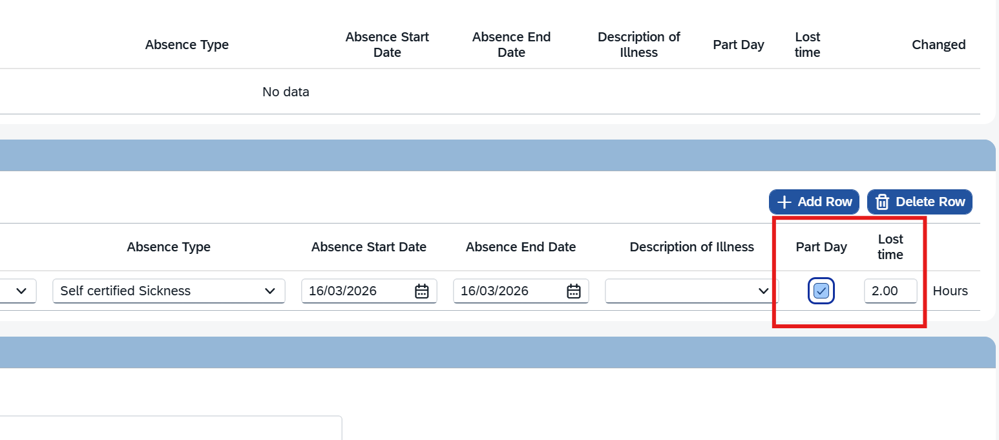 Absence Type Absence Start Date Absence End Date Description of Illness Part Day Lost time Changed
No data
Add Row Delete Row
Absence Type Absence Start Date Absence End Date Description of Illness Part Day Lost time
Self certified Sickness 16/03/2026 16/03/2026 2.00 Hours